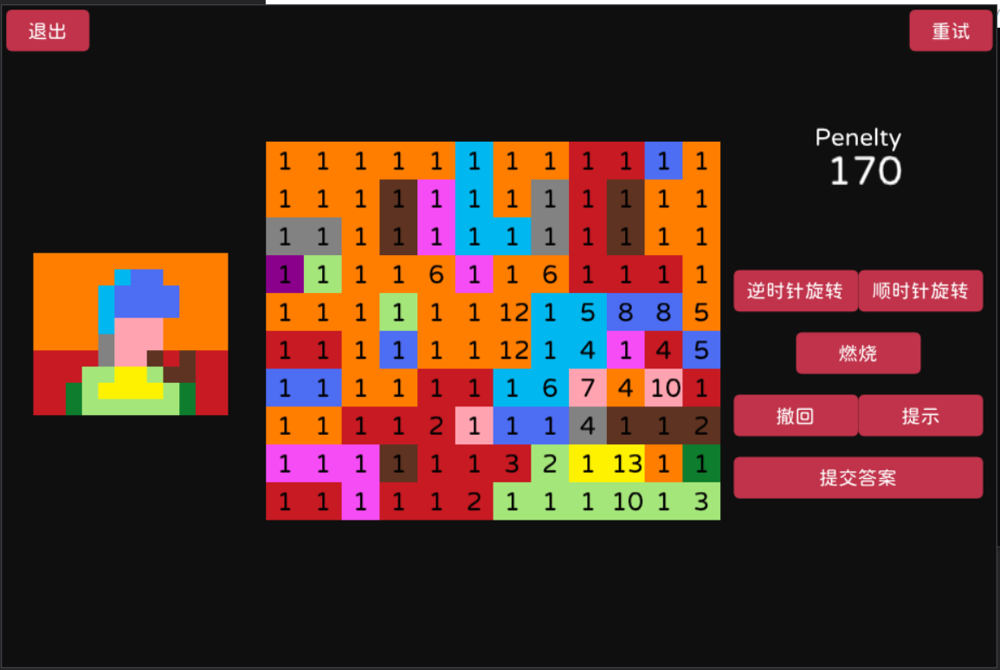 退出
重试
Penelty
170
1 1 1 1 1 1 1 1 1 1 1 1
1 1 1 1 1 1 1 1 1 1 1 1
1 1 1 1 1 1 1 1 1 1 1 1
1 1 1 1 6 1 1 6 1 1 1 1
1 1 1 1 1 1 12 1 5 8 8 5
1 1 1 1 1 1 12 1 4 1 4 5
1 1 1 1 1 1 1 6 7 4 10 1
1 1 1 1 2 1 1 1 4 1 1 2
1 1 1 1 1 1 3 2 1 13 1 1
1 1 1 1 1 2 1 1 1 10 1 3
逆时针旋转 顺时针旋转
燃烧
撤回 提示
提交答案